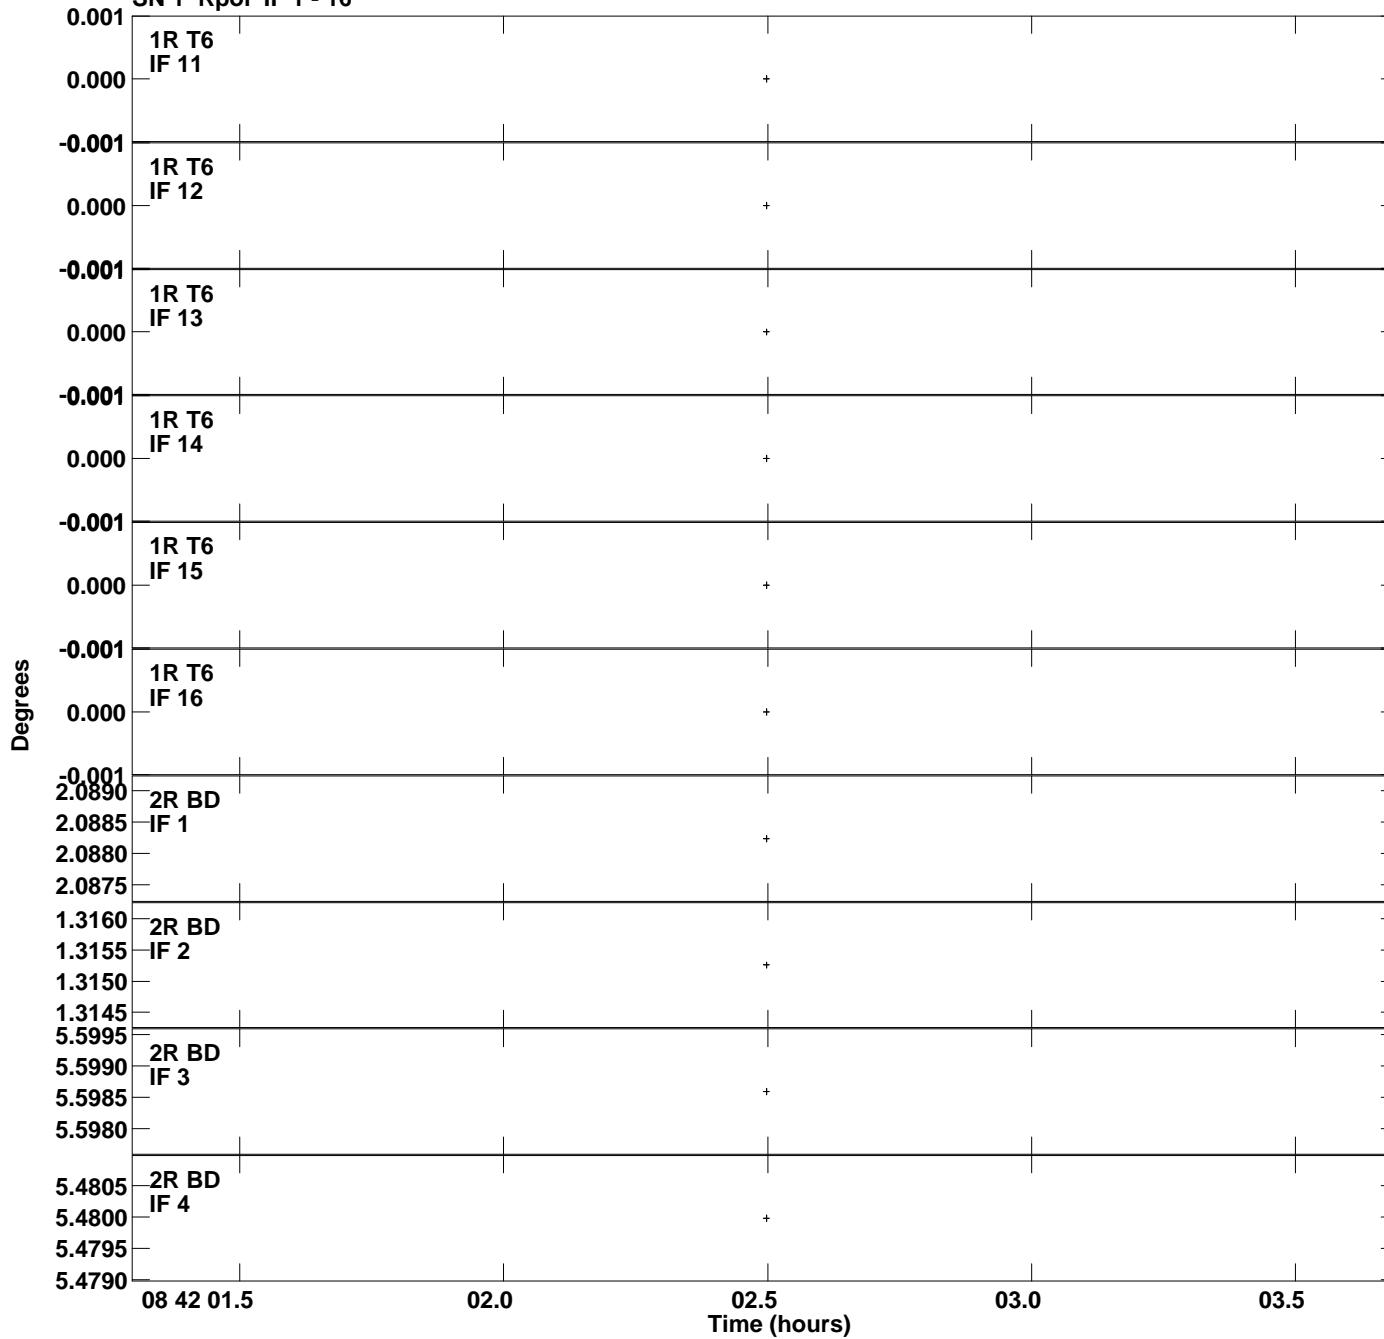 SN 1 Rpol IF 1 - 16
0.001
1R T6
IF 11
0.000
-0.001
1R T6
IF 12
0.000
-0.001
1R T6
IF 13
0.000
-0.001
1R T6
IF 14
0.000
-0.001
1R T6
IF 15
0.000
-0.001
1R T6
IF 16
0.000
-0.001
Degrees
2.0890
2R BD
IF 1
2.0885
2.0880
2.0875
1.3160
2R BD
IF 2
1.3155
1.3150
1.3145
5.5995
2R BD
IF 3
5.5990
5.5985
5.5980
2R BD
IF 4
5.4805
5.4800
5.4795
5.4790
08 42 01.5 02.0 02.5 03.0 03.5
Time (hours)